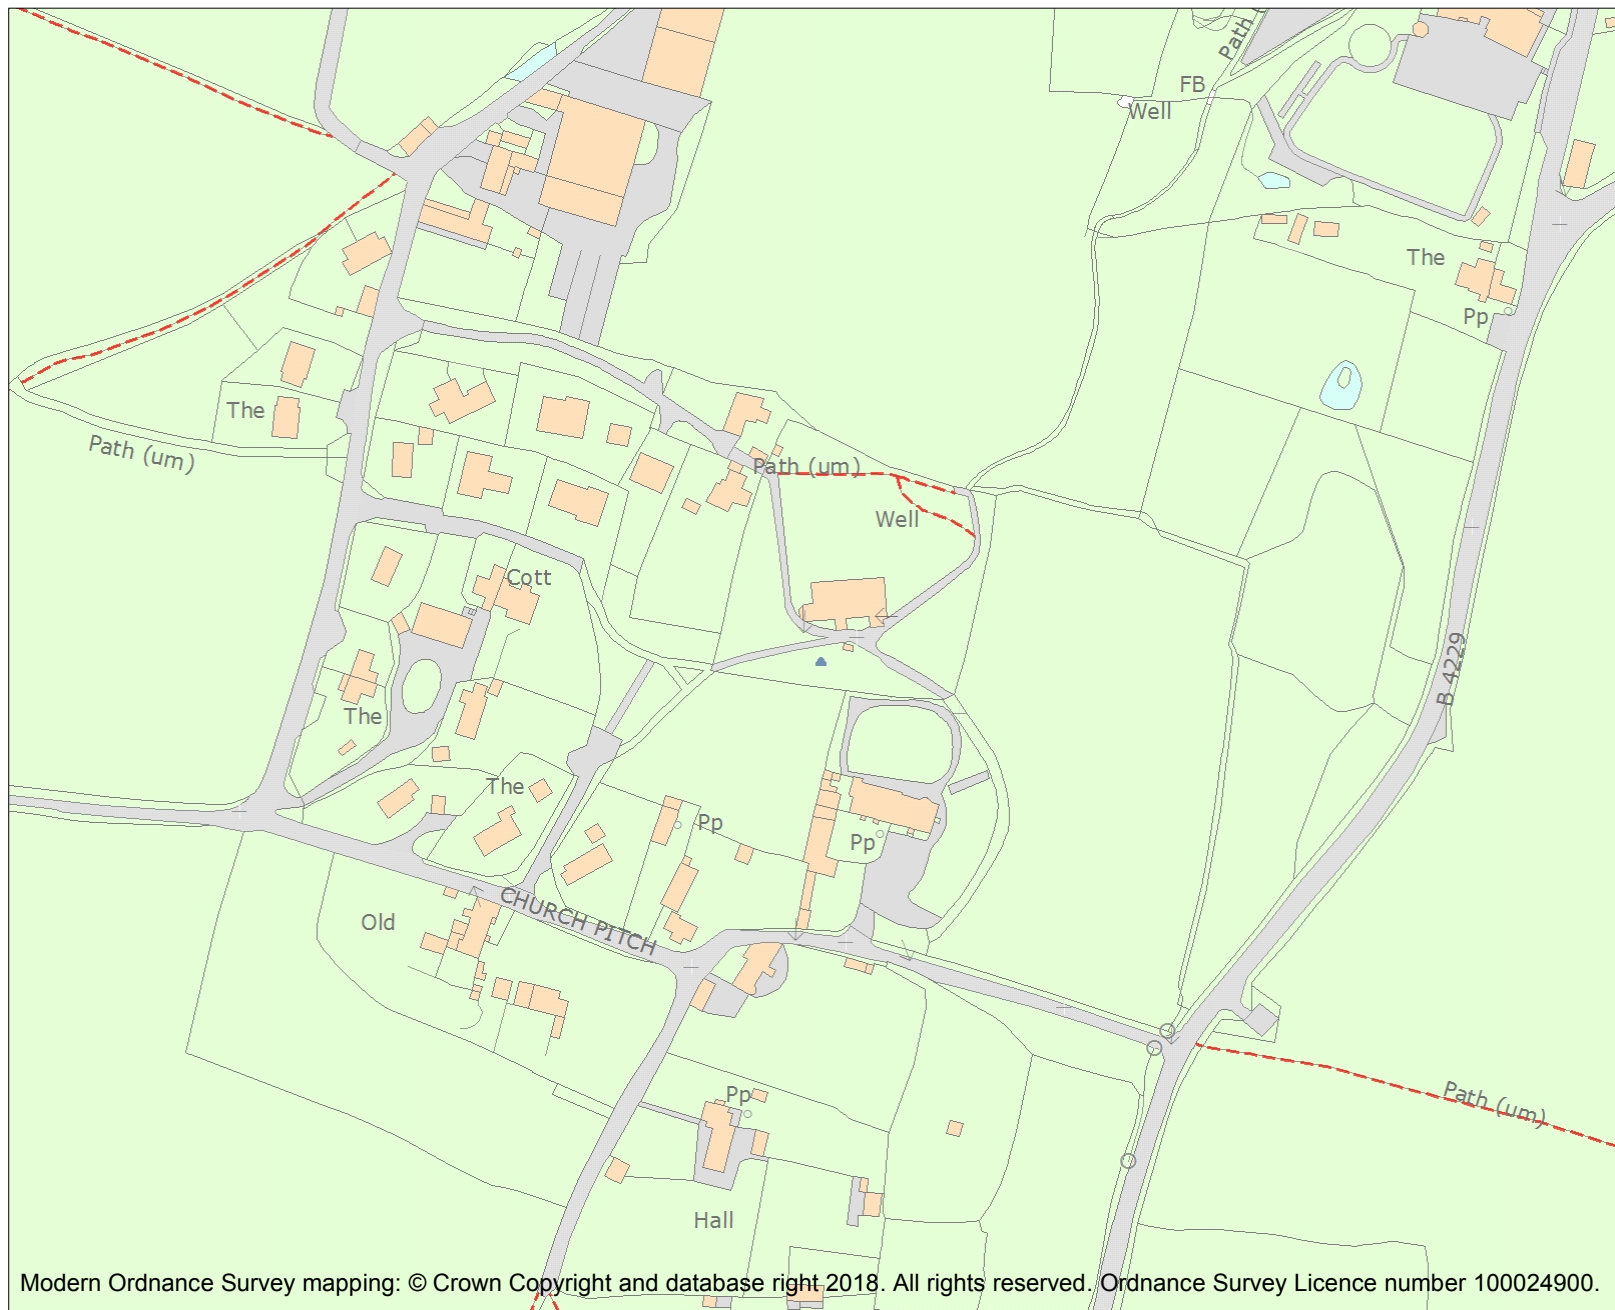 Path (
FB
Well
The
Pp
The
Path (um)
Path (um)
Well
Cott
B 4229
The
The
Pp
Pp
CHURCH PITCH
Old
Pp
Path (um)
Hall
Modern Ordnance Survey mapping: © Crown Copyright and database right 2018. All rights reserved. Ordnance Survey Licence number 100024900.